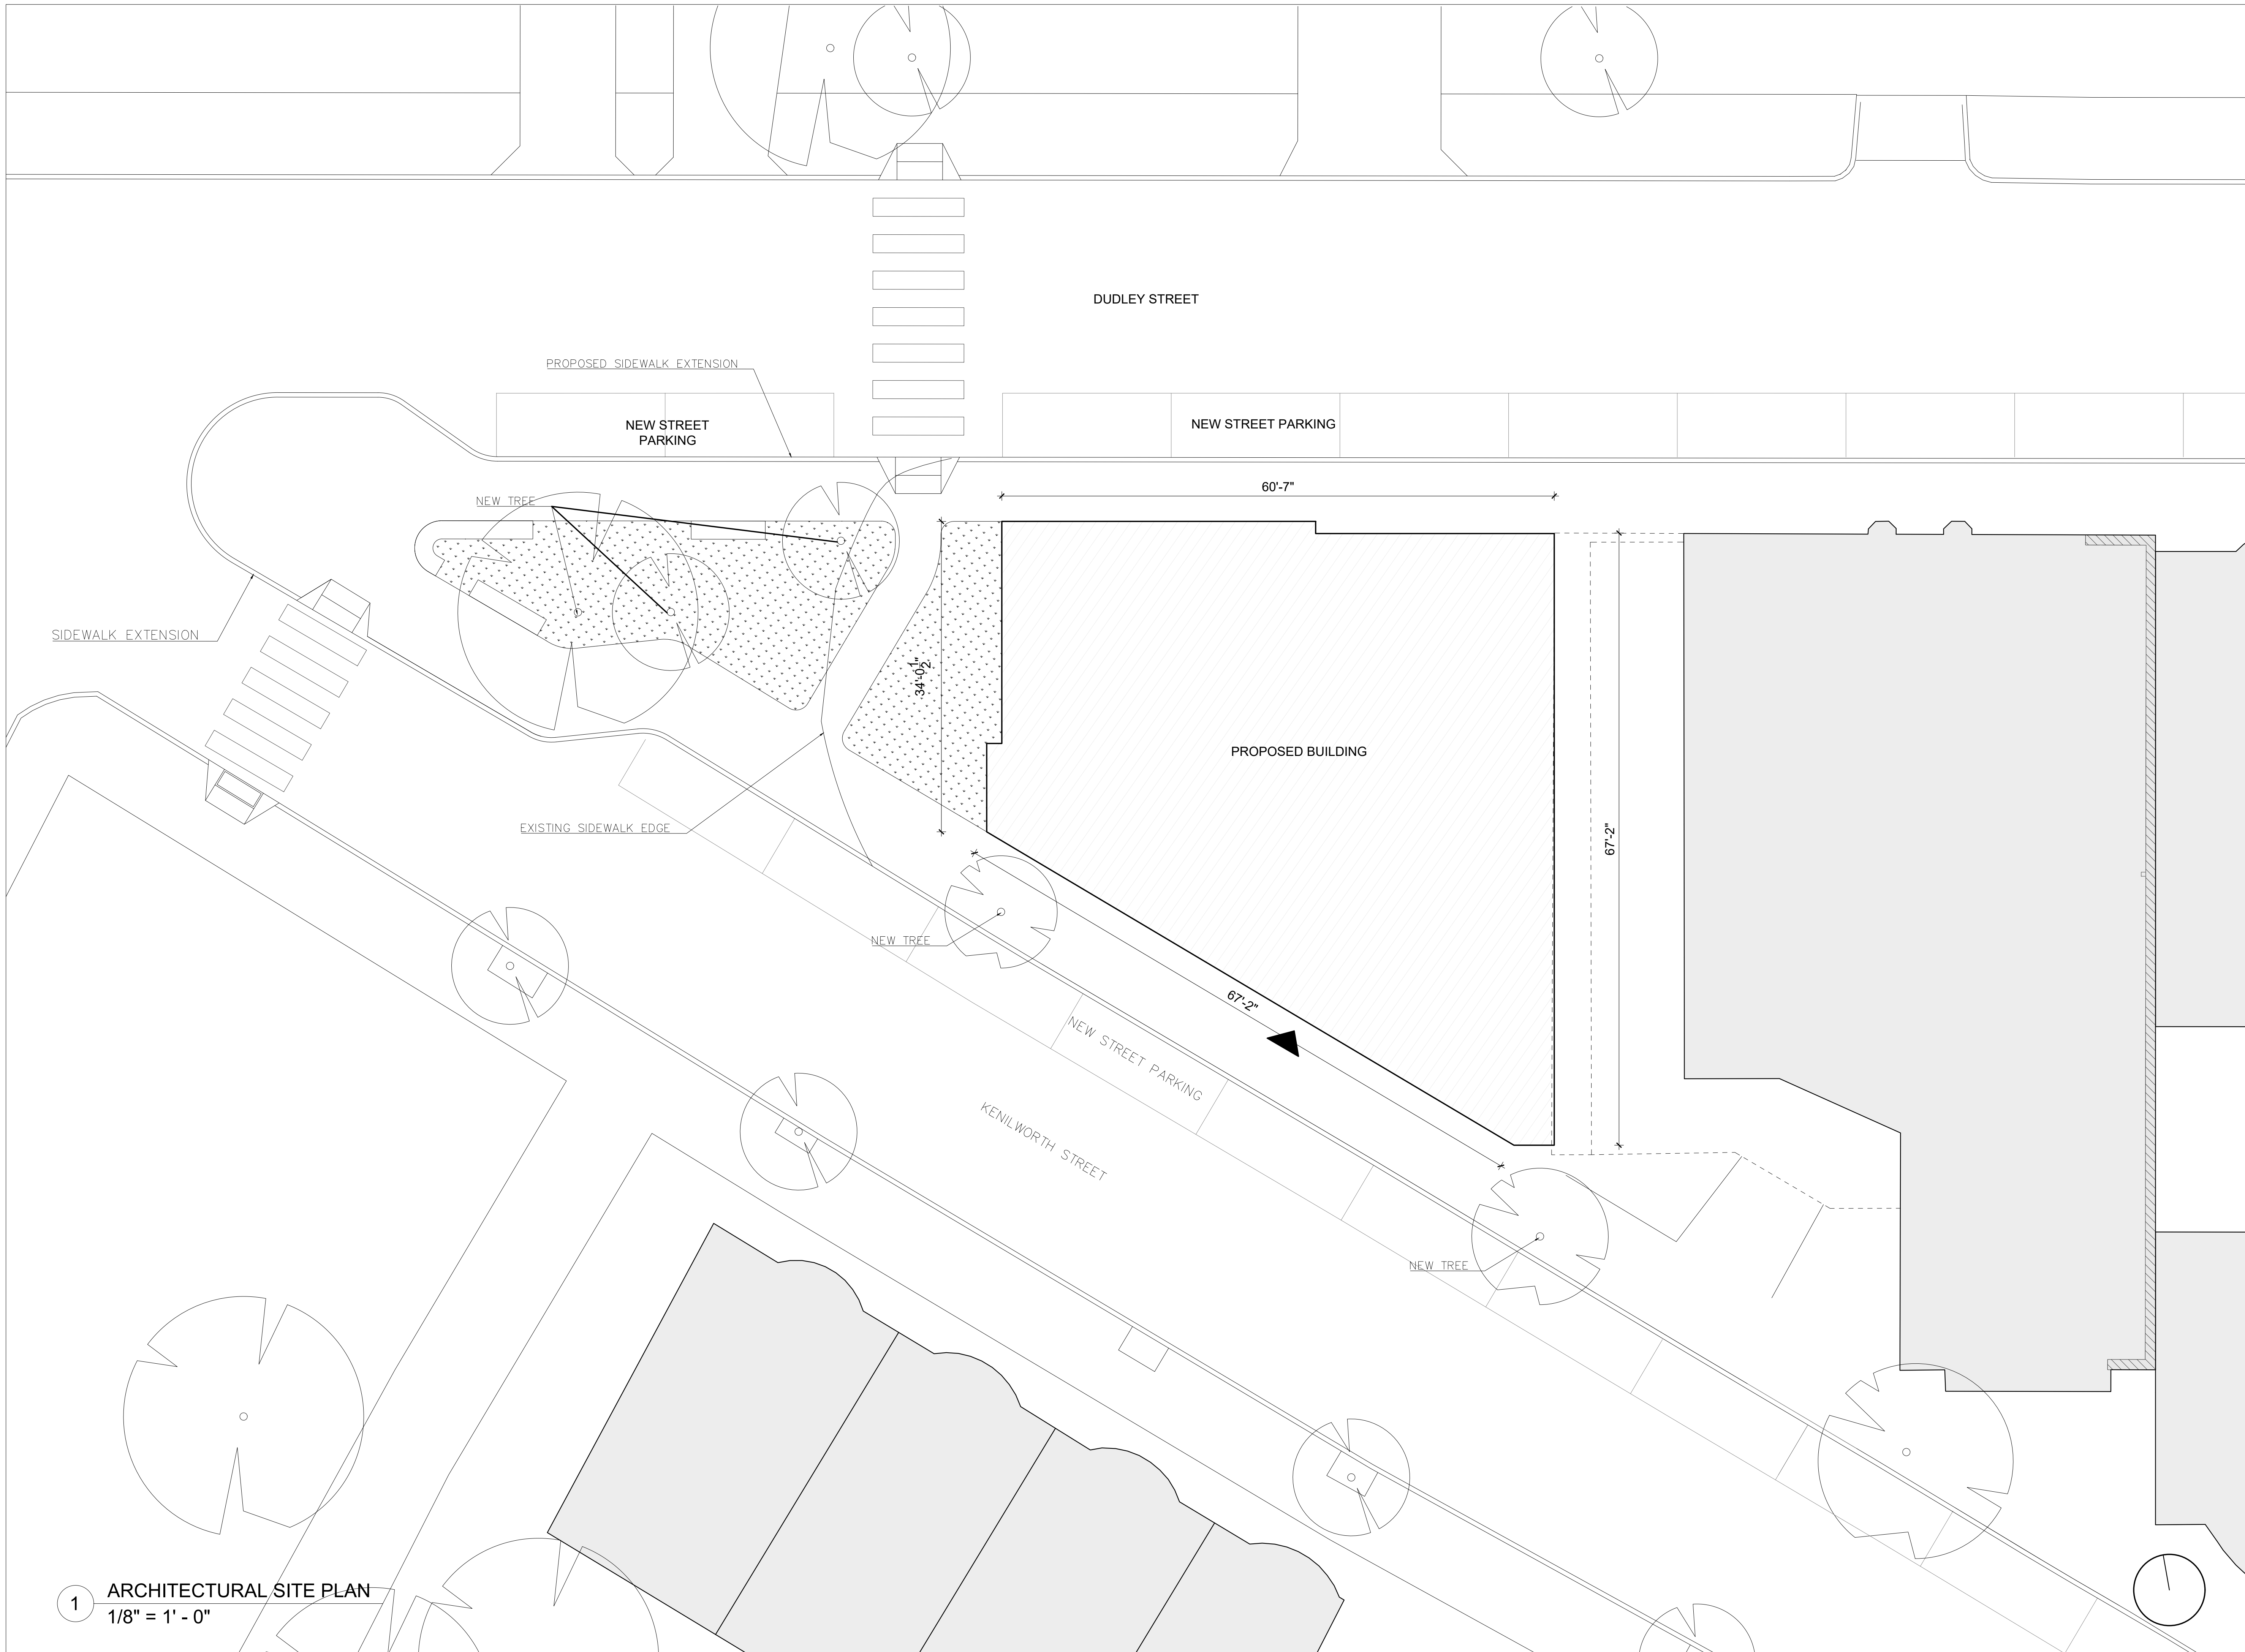 DUDLEY STREET
PROPOSED SIDEWALK EXTENSION
NEW STREET
PARKING
NEW STREET PARKING
60'-7"
NEW TREE
SIDEWALK EXTENSION
34'-0 1/2"
PROPOSED BUILDING
67'-2"
EXISTING SIDEWALK EDGE
NEW TREE
67'-2"
NEW STREET PARKING
KENILWORTH STREET
NEW TREE
1
ARCHITECTURAL SITE PLAN
1/8" = 1' - 0"